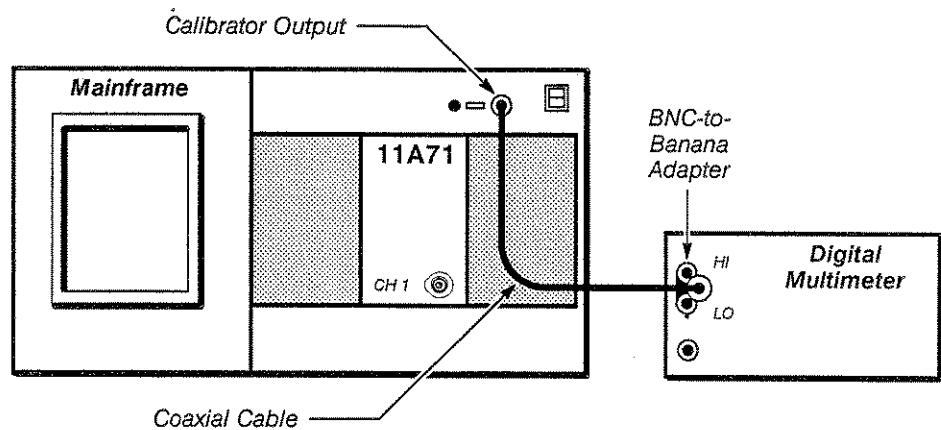 Calibrator Output
Mainframe
BNC-to-
Banana
Adapter
11A71
CH 1
HI
LO
Digital
Multimeter
Coaxial Cable